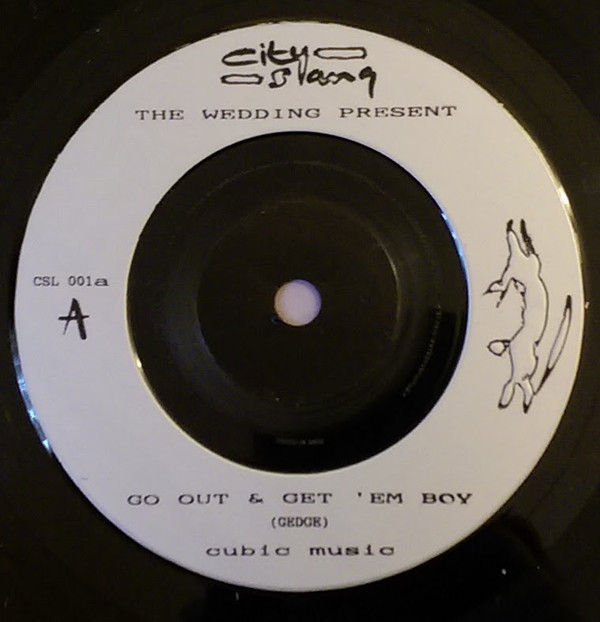 city
slang
THE WEDDING PRESENT
CSL 001a
A
GO OUT & GET 'EM BOY
(GEDGE)
cubic music